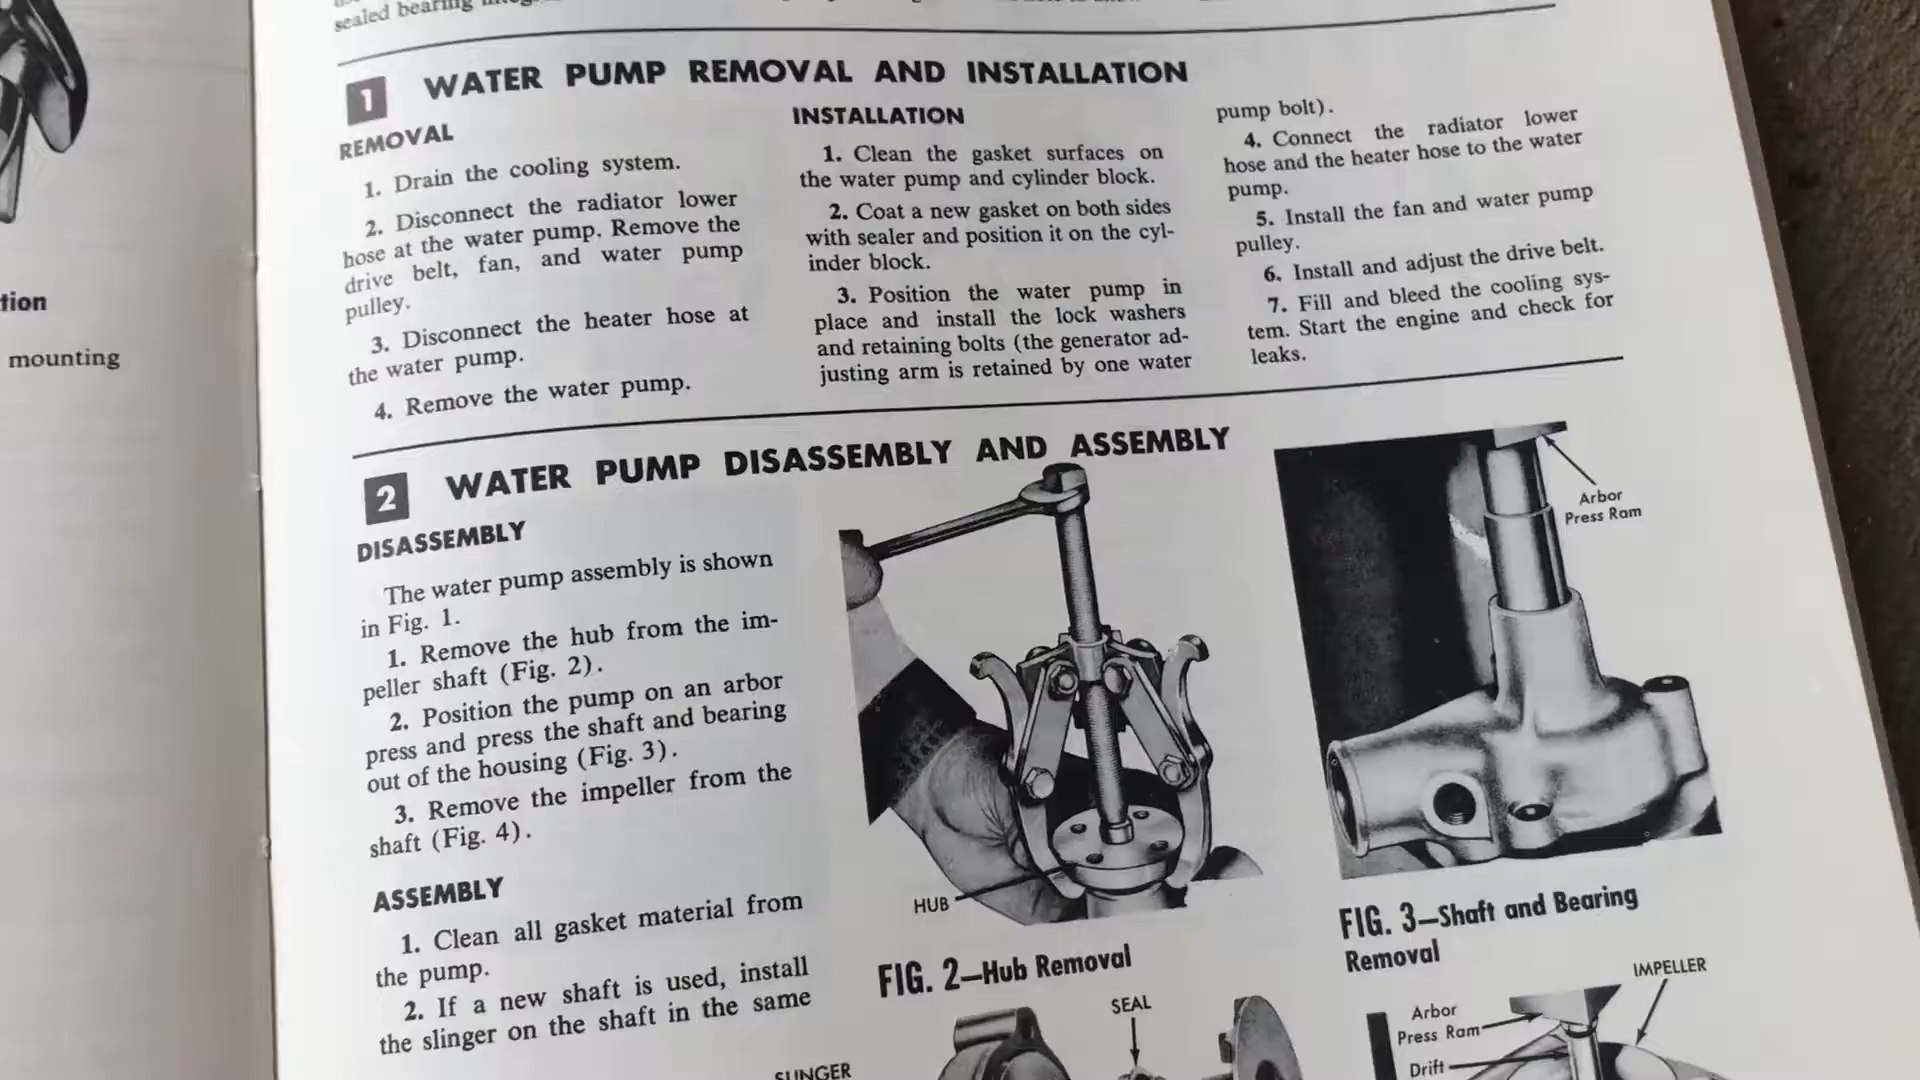 sealed bearing
1 WATER PUMP REMOVAL AND INSTALLATION
REMOVAL
1. Drain the cooling system.
2. Disconnect the radiator lower
hose at the water pump. Remove the
drive belt, fan, and water pump
pulley.
3. Disconnect the heater hose at
the water pump.
4. Remove the water pump.
INSTALLATION
1. Clean the gasket surfaces on
the water pump and cylinder block.
2. Coat a new gasket on both sides
with sealer and position it on the cyl-
inder block.
3. Position the water pump in
place and install the lock washers
and retaining bolts (the generator ad-
justing arm is retained by one water
pump bolt).
4. Connect the radiator lower
hose and the heater hose to the water
pump.
5. Install the fan and water pump
pulley.
6. Install and adjust the drive belt.
7. Fill and bleed the cooling sys-
tem. Start the engine and check for
leaks.
tion
mounting
2 WATER PUMP DISASSEMBLY AND ASSEMBLY
DISASSEMBLY
The water pump assembly is shown
in Fig. 1.
1. Remove the hub from the im-
peller shaft (Fig. 2).
2. Position the pump on an arbor
press and press the shaft and bearing
out of the housing (Fig. 3).
3. Remove the impeller from the
shaft (Fig. 4).
ASSEMBLY
1. Clean all gasket material from
the pump.
2. If a new shaft is used, install
the slinger on the shaft in the same
HUB
FIG. 2—Hub Removal
Arbor
Press Ram
FIG. 3—Shaft and Bearing
Removal
SEAL
SLINGER
IMPELLER
Arbor
Press Ram
Drift